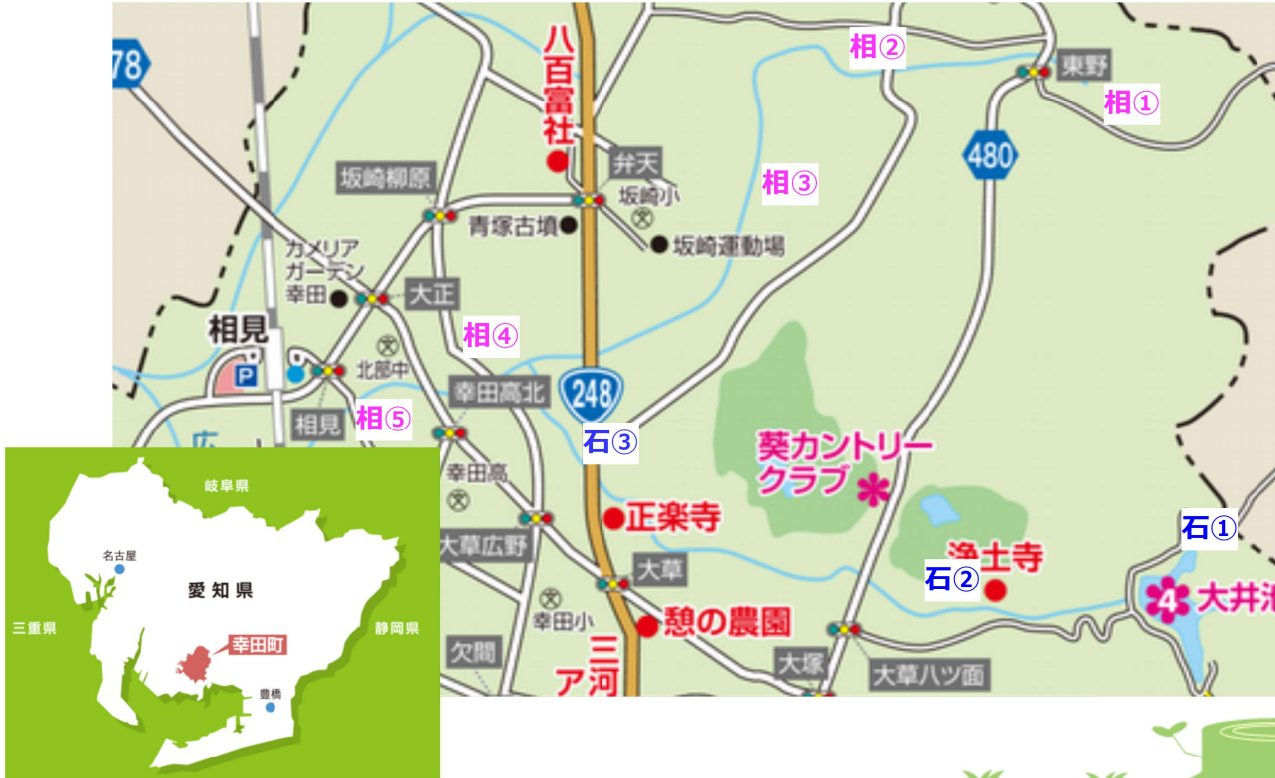 78
八百富社
相②
東野
相①
480
坂崎柳原
弁天
坂崎小
相③
青塚古墳
坂崎運動場
カメリア
ガーデン
幸田
大正
相見
相④
北部中
P
幸田高北
248
相見
相⑤
広
石③
葵カントリー
クラブ
幸田高
正楽寺
石①
大草広野
浄土寺
石②
大草
4
大井池
幸田小
憩の農園
欠間
三河
ア
大塚
大草八ツ面
岐阜県
名古屋
愛知県
三重県
静岡県
幸田町
豊橋